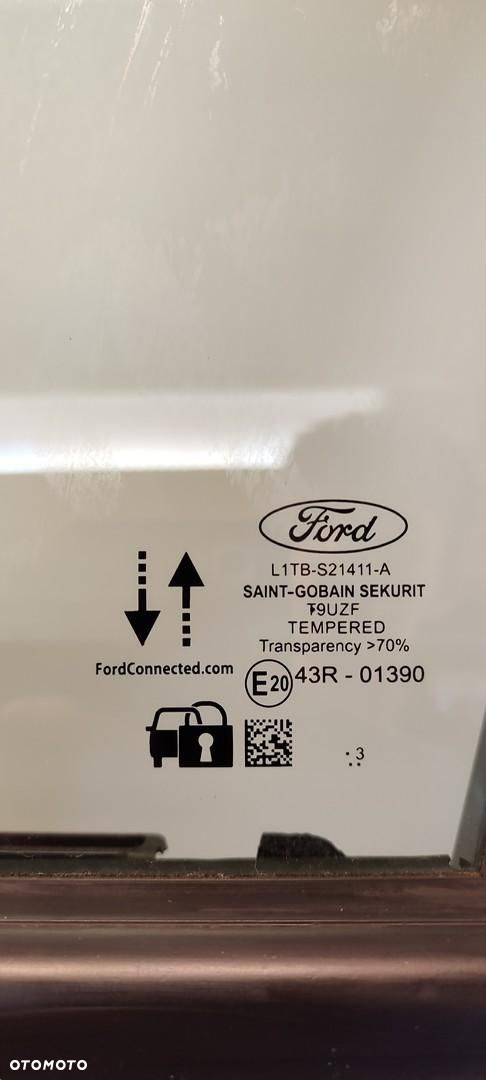 Ford
L1TB-S21411-A
SAINT-GOBAIN SEKURIT
T9UZF
TEMPERED
Transparency >70%
FordConnected.com
E20 43R - 01390
3
OTOMOTO